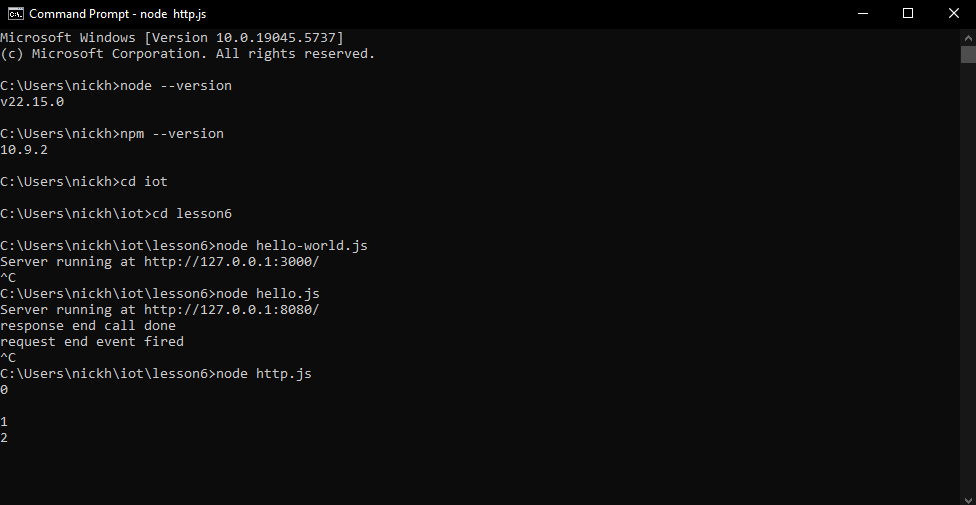 Command Prompt - node  http.js
Microsoft Windows [Version 10.0.19045.5737]
(c) Microsoft Corporation. All rights reserved.
C:\Users\nickh>node --version
v22.15.0
C:\Users\nickh>npm --version
10.9.2
C:\Users\nickh>cd iot
C:\Users\nickh\iot>cd lesson6
C:\Users\nickh\iot\lesson6>node hello-world.js
Server running at http://127.0.0.1:3000/
^C
C:\Users\nickh\iot\lesson6>node hello.js
Server running at http://127.0.0.1:8080/
response end call done
request end event fired
^C
C:\Users\nickh\iot\lesson6>node http.js
0
1
2